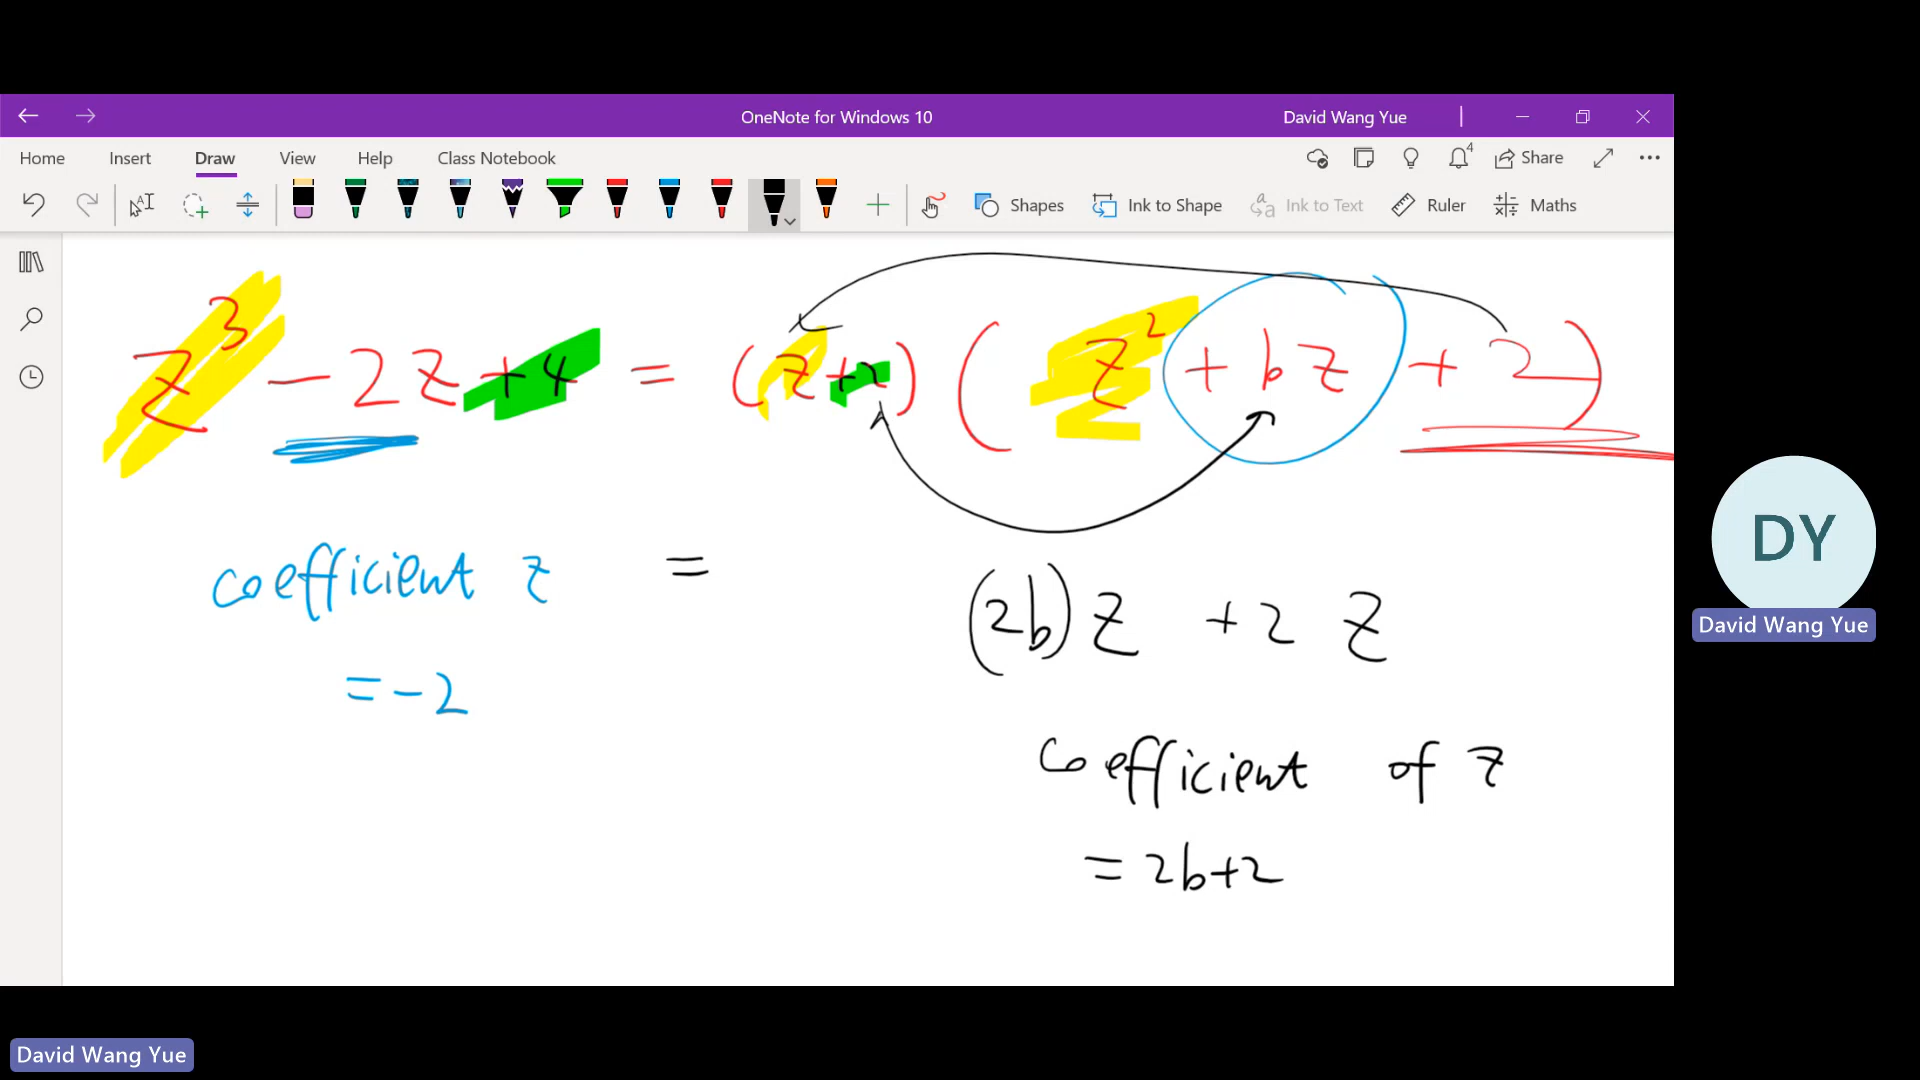 OneNote for Windows 10 David Wang Yue
Home Insert Draw View Help Class Notebook 4 Share
Shapes Ink to Shape Ink to Text Ruler Maths
z³ - 2z + 4 = (z+2)(z² + bz + 2)
coefficient z = (2b)z + 2 z
= -2
coefficient of z
= 2b+2
DY
David Wang Yue
David Wang Yue